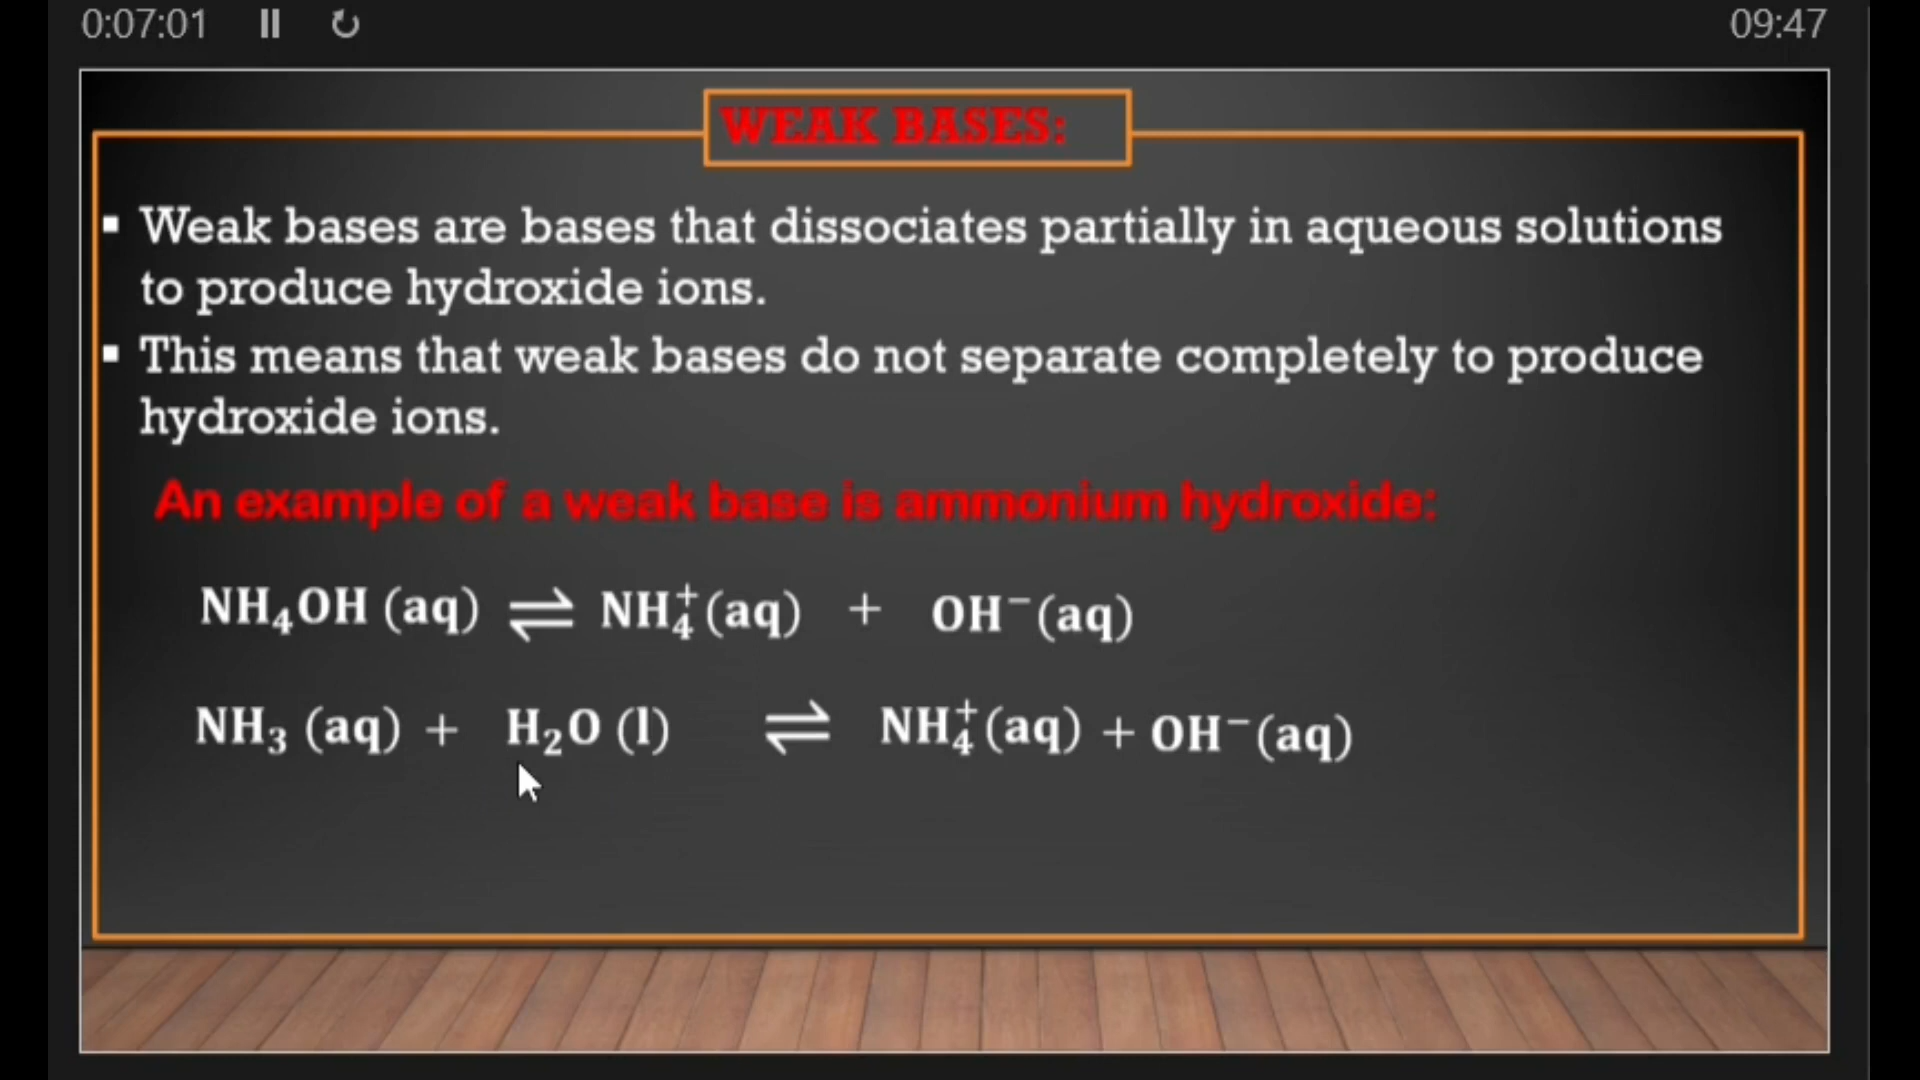 0:07:01
09:47
WEAK BASES:
▪ Weak bases are bases that dissociates partially in aqueous solutions
to produce hydroxide ions.
▪ This means that weak bases do not separate completely to produce
hydroxide ions.
An example of a weak base is ammonium hydroxide:
NH₄OH (aq) ⇌ NH₄⁺(aq) + OH⁻(aq)
NH₃ (aq) + H₂O (l) ⇌ NH₄⁺(aq) + OH⁻(aq)